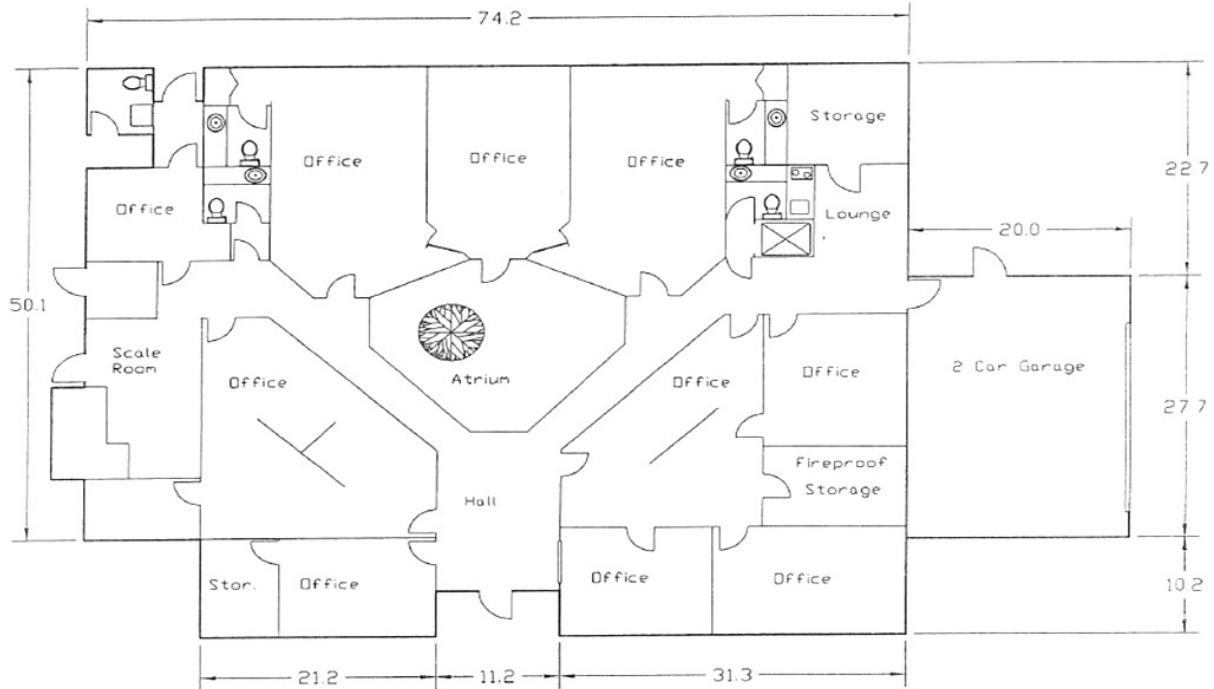 74.2
Office
Office
Office
Storage
22.7
Office
Lounge
20.0
50.1
Scale
Room
Office
Atrium
Office
Office
2 Car Garage
27.7
Fireproof
Storage
Hall
Stor.
Office
Office
Office
10.2
21.2
11.2
31.3